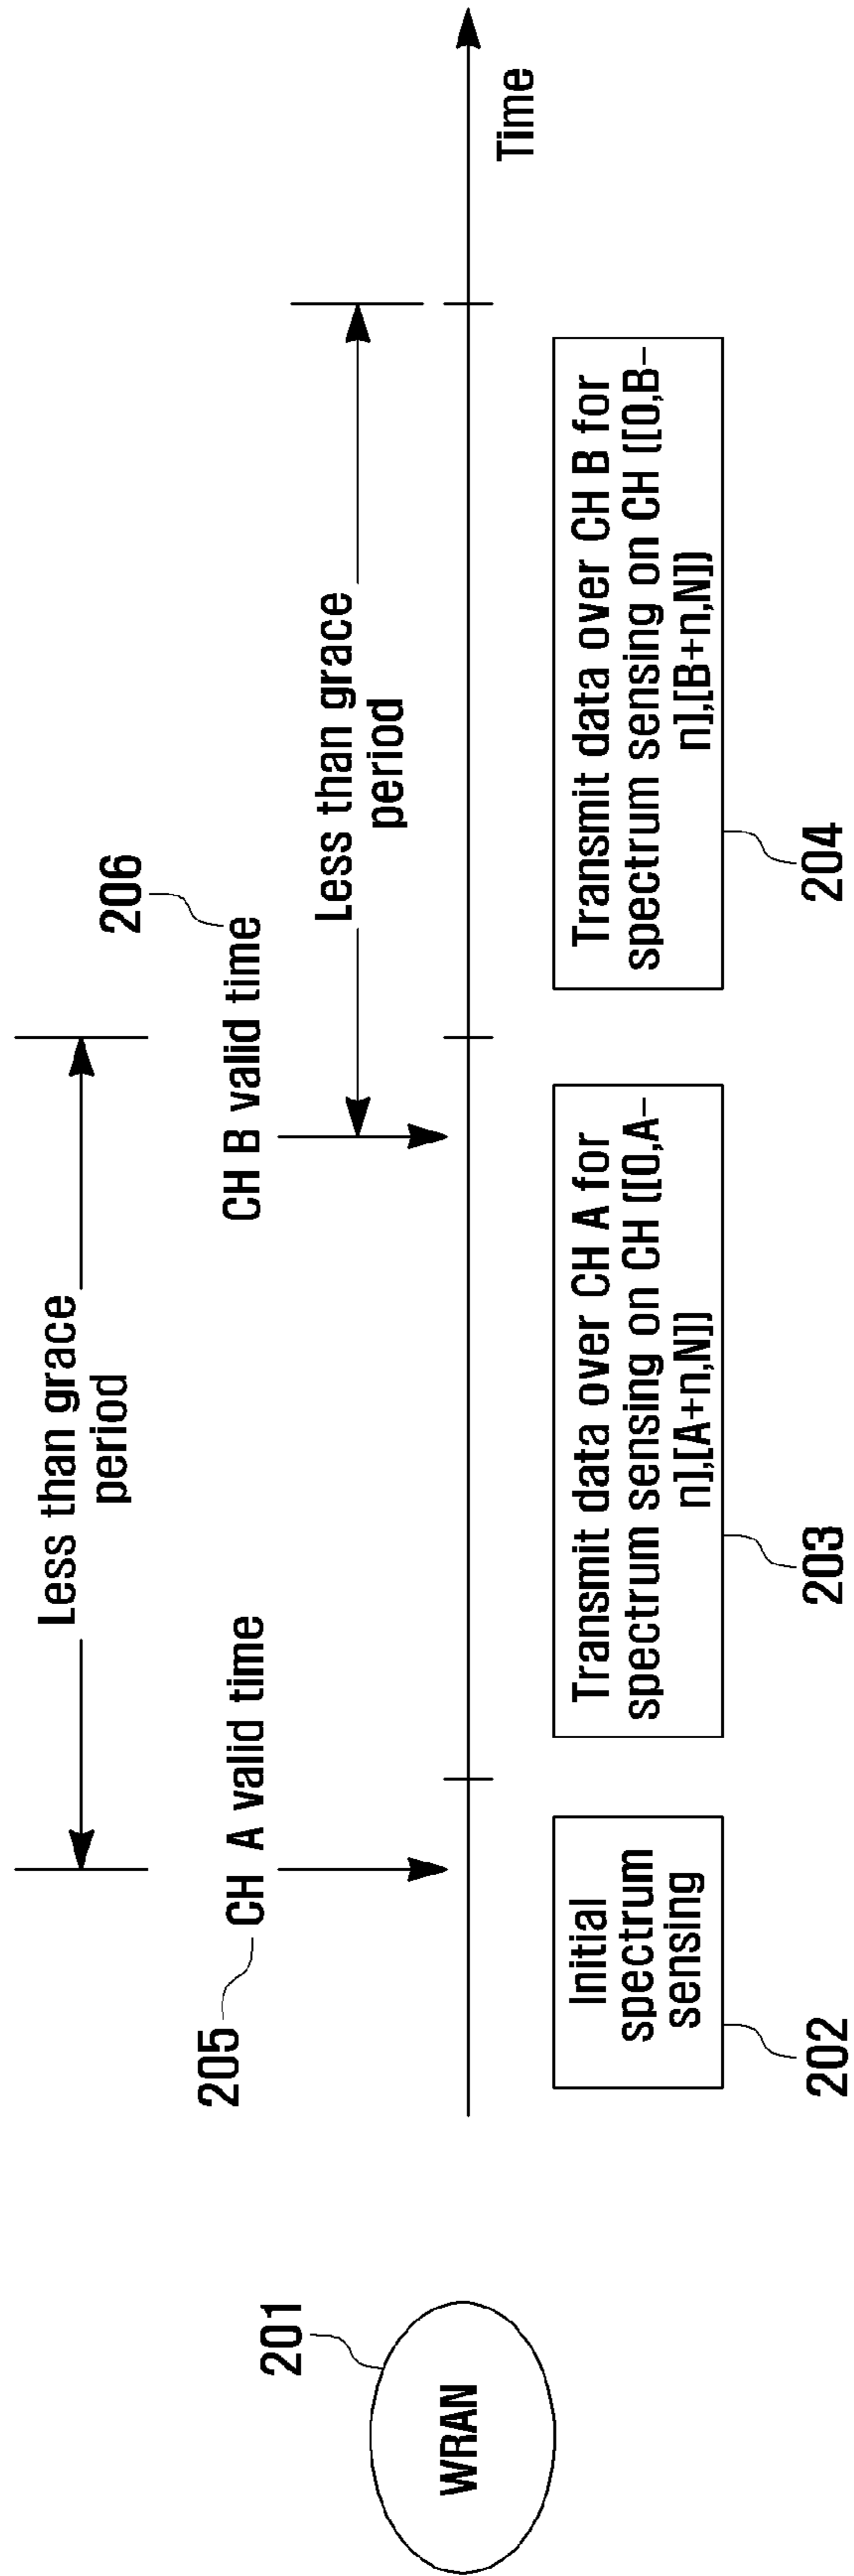 Less than grace
period
206
205
CH A valid time
CH B valid time
Less than grace
period
201
WRAN
Time
Initial
spectrum
sensing
Transmit data over CH A for
spectrum sensing on CH ([0,A–
n],[A+n,N])
Transmit data over CH B for
spectrum sensing on CH ([0,B–
n],[B+n,N])
202
203
204